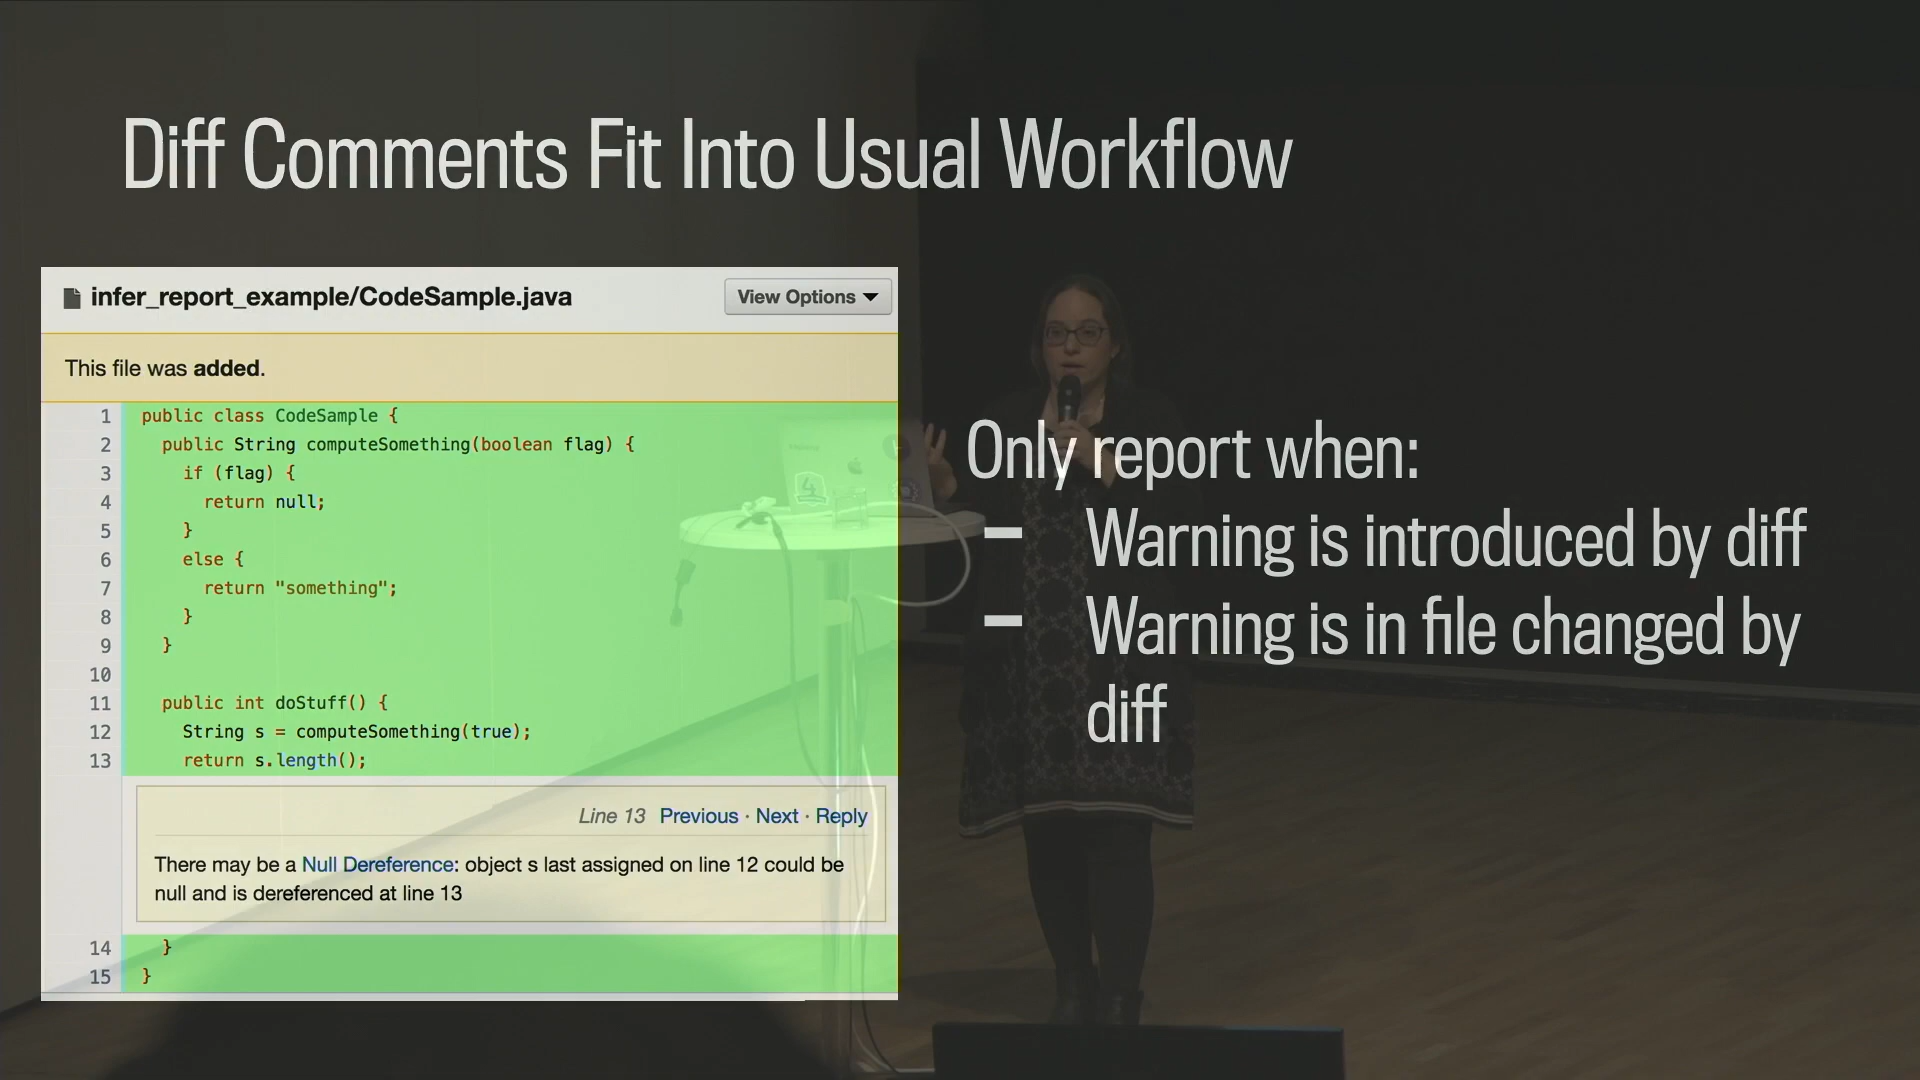 Diff Comments Fit Into Usual Workflow
infer_report_example/CodeSample.java
View Options
This file was added.
1 public class CodeSample {
2 public String computeSomething(boolean flag) {
3 if (flag) {
4 return null;
5 }
6 else {
7 return "something";
8 }
9 }
10
11 public int doStuff() {
12 String s = computeSomething(true);
13 return s.length();
Line 13 Previous · Next · Reply
There may be a Null Dereference: object s last assigned on line 12 could be
null and is dereferenced at line 13
14 }
15 }
Only report when:
- Warning is introduced by diff
- Warning is in file changed by
diff